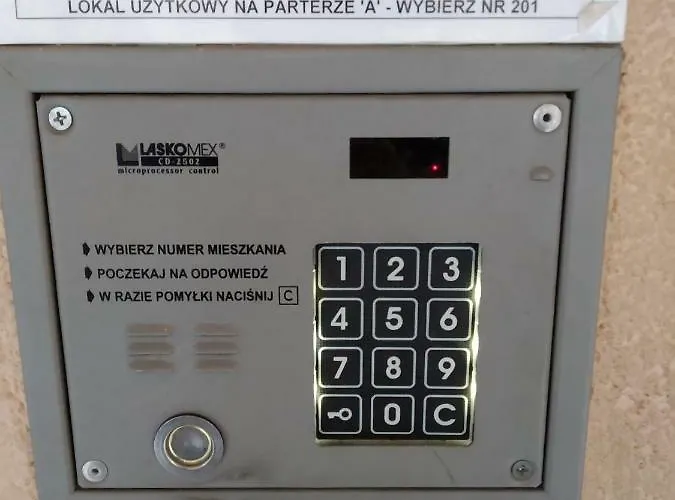 LOKAL UŻYTKOWY NA PARTERZE 'A' - WYBIERZ NR 201
LASKOMEX®
CD-2502
microprocessor control
WYBIERZ NUMER MIESZKANIA
POCZEKAJ NA ODPOWIEDŹ
W RAZIE POMYŁKI NACIŚNIJ C
1 2 3
4 5 6
7 8 9
0 C